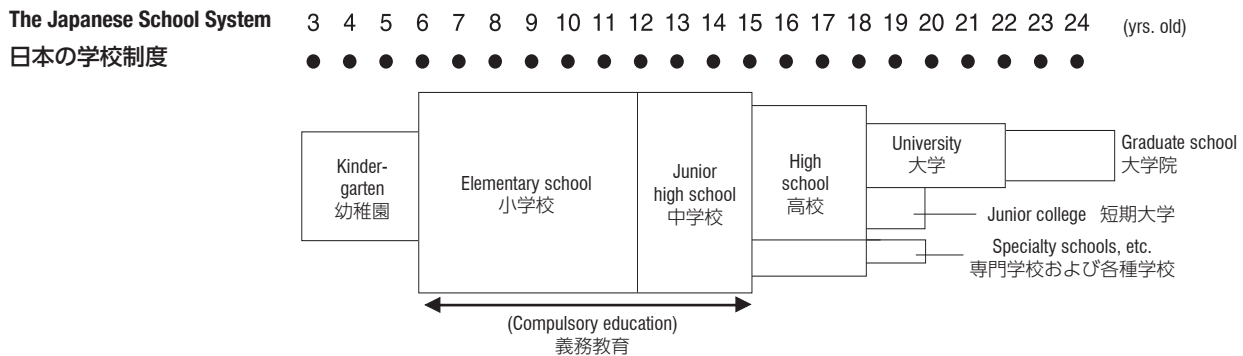 The Japanese School System
日本の学校制度
3 4 5 6 7 8 9 10 11 12 13 14 15 16 17 18 19 20 21 22 23 24 (yrs. old)
Kinder-
garten
幼稚園
Elementary school
小学校
Junior
high school
中学校
High
school
高校
University
大学
Graduate school
大学院
Junior college 短期大学
Specialty schools, etc.
専門学校および各種学校
(Compulsory education)
義務教育